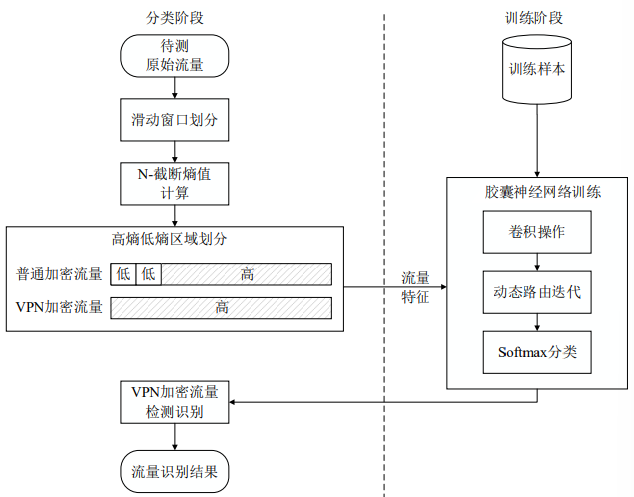 分类阶段
待测
原始流量
滑动窗口划分
N-截断熵值
计算
高熵低熵区域划分
普通加密流量 低 低 高
VPN加密流量 高
VPN加密流量
检测识别
流量识别结果
流量
特征
训练阶段
训练样本
胶囊神经网络训练
卷积操作
动态路由迭代
Softmax分类